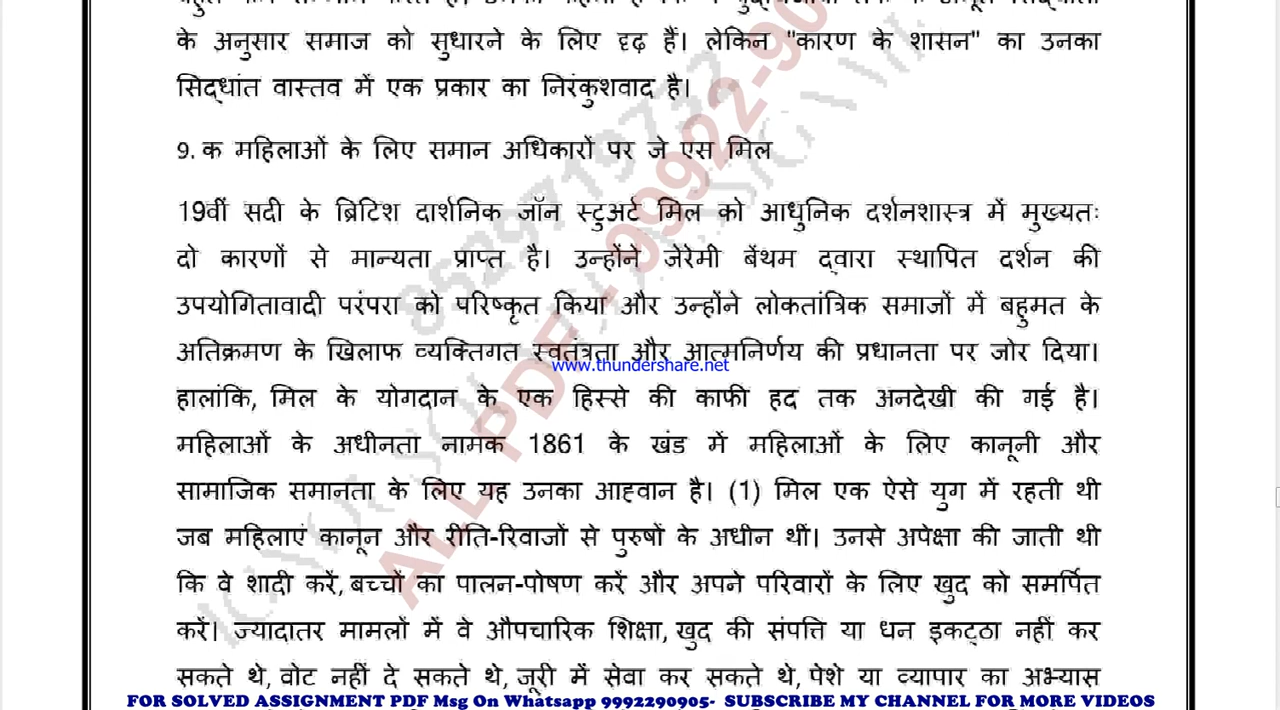 के अनुसार समाज को सुधारने के लिए दृढ़ हैं। लेकिन "कारण के शासन" का उनका
सिद्धांत वास्तव में एक प्रकार का निरंकुशवाद है।
9. क महिलाओं के लिए समान अधिकारों पर जे एस मिल
19वीं सदी के ब्रिटिश दार्शनिक जॉन स्टुअर्ट मिल को आधुनिक दर्शनशास्त्र में मुख्यतः
दो कारणों से मान्यता प्राप्त है। उन्होंने जेरेमी बेंथम द्वारा स्थापित दर्शन की
उपयोगितावादी परंपरा को परिष्कृत किया और उन्होंने लोकतांत्रिक समाजों में बहुमत के
अतिक्रमण के खिलाफ व्यक्तिगत स्वतंत्रता और आत्मनिर्णय की प्रधानता पर जोर दिया।
www.thundershare.net
हालांकि, मिल के योगदान के एक हिस्से की काफी हद तक अनदेखी की गई है।
महिलाओं के अधीनता नामक 1861 के खंड में महिलाओं के लिए कानूनी और
सामाजिक समानता के लिए यह उनका आह्वान है। (1) मिल एक ऐसे युग में रहती थी
जब महिलाएं कानून और रीति-रिवाजों से पुरुषों के अधीन थीं। उनसे अपेक्षा की जाती थी
कि वे शादी करें, बच्चों का पालन-पोषण करें और अपने परिवारों के लिए खुद को समर्पित
करें। ज्यादातर मामलों में वे औपचारिक शिक्षा, खुद की संपत्ति या धन इकट्ठा नहीं कर
सकते थे, वोट नहीं दे सकते थे, जूरी में सेवा कर सकते थे, पेशे या व्यापार का अभ्यास
ALL PDF -99922-90
8529719733
FOR SOLVED ASSIGNMENT PDF Msg On Whatsapp 9992290905- SUBSCRIBE MY CHANNEL FOR MORE VIDEOS